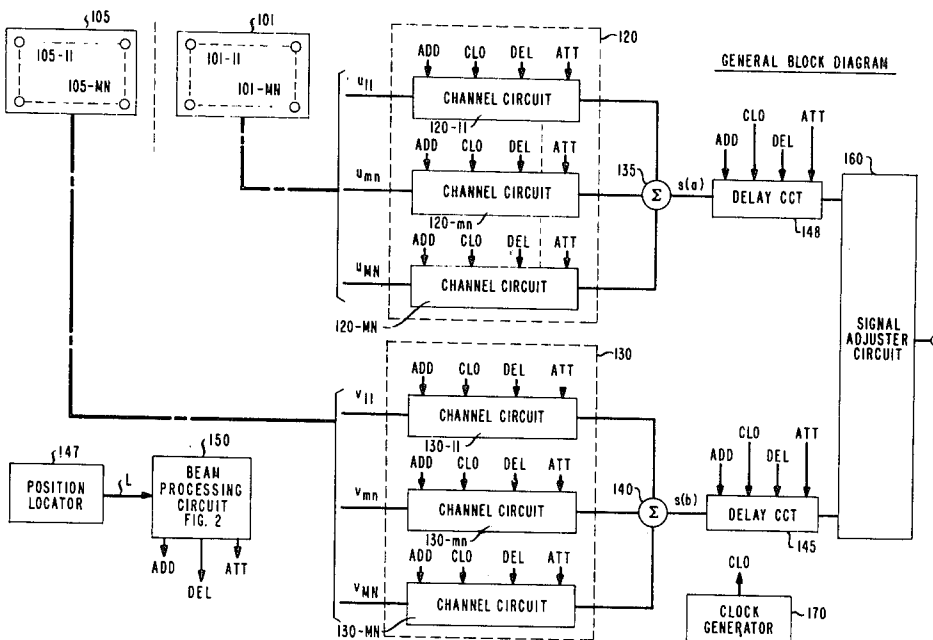 105
101
105-11
105-MN
101-11
101-MN
120
ADD CLO DEL ATT
u11
CHANNEL CIRCUIT
120-11
ADD CLO DEL ATT
umn
CHANNEL CIRCUIT
120-mn
ADD CLO DEL ATT
uMN
CHANNEL CIRCUIT
120-MN
135
Σ
s(a)
GENERAL BLOCK DIAGRAM
ADD CLO DEL ATT
DELAY CCT
148
160
SIGNAL
ADJUSTER
CIRCUIT
130
ADD CLO DEL ATT
v11
CHANNEL CIRCUIT
130-11
ADD CLO DEL ATT
vmn
CHANNEL CIRCUIT
130-mn
ADD CLO DEL ATT
vMN
CHANNEL CIRCUIT
130-MN
140
Σ
s(b)
ADD CLO DEL ATT
DELAY CCT
145
147
POSITION
LOCATOR
L
150
BEAM
PROCESSING
CIRCUIT
FIG. 2
ADD DEL ATT
CLO
CLOCK
GENERATOR
170